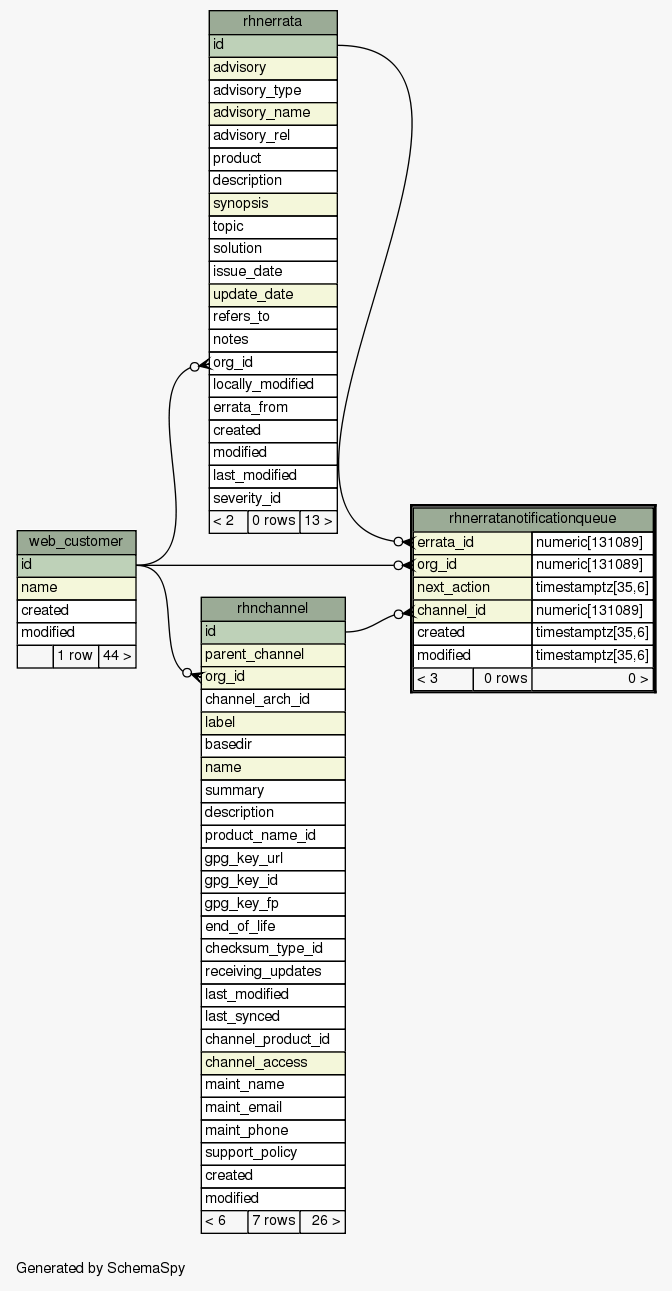 rhnerrata
id
advisory
advisory_type
advisory_name
advisory_rel
product
description
synopsis
topic
solution
issue_date
update_date
refers_to
notes
org_id
locally_modified
errata_from
created
modified
last_modified
severity_id
< 2 0 rows 13 >
web_customer
id
name
created
modified
1 row 44 >
rhnerratanotificationqueue
errata_id numeric[131089]
org_id numeric[131089]
next_action timestamptz[35,6]
channel_id numeric[131089]
created timestamptz[35,6]
modified timestamptz[35,6]
< 3 0 rows 0 >
rhnchannel
id
parent_channel
org_id
channel_arch_id
label
basedir
name
summary
description
product_name_id
gpg_key_url
gpg_key_id
gpg_key_fp
end_of_life
checksum_type_id
receiving_updates
last_modified
last_synced
channel_product_id
channel_access
maint_name
maint_email
maint_phone
support_policy
created
modified
< 6 7 rows 26 >
Generated by SchemaSpy